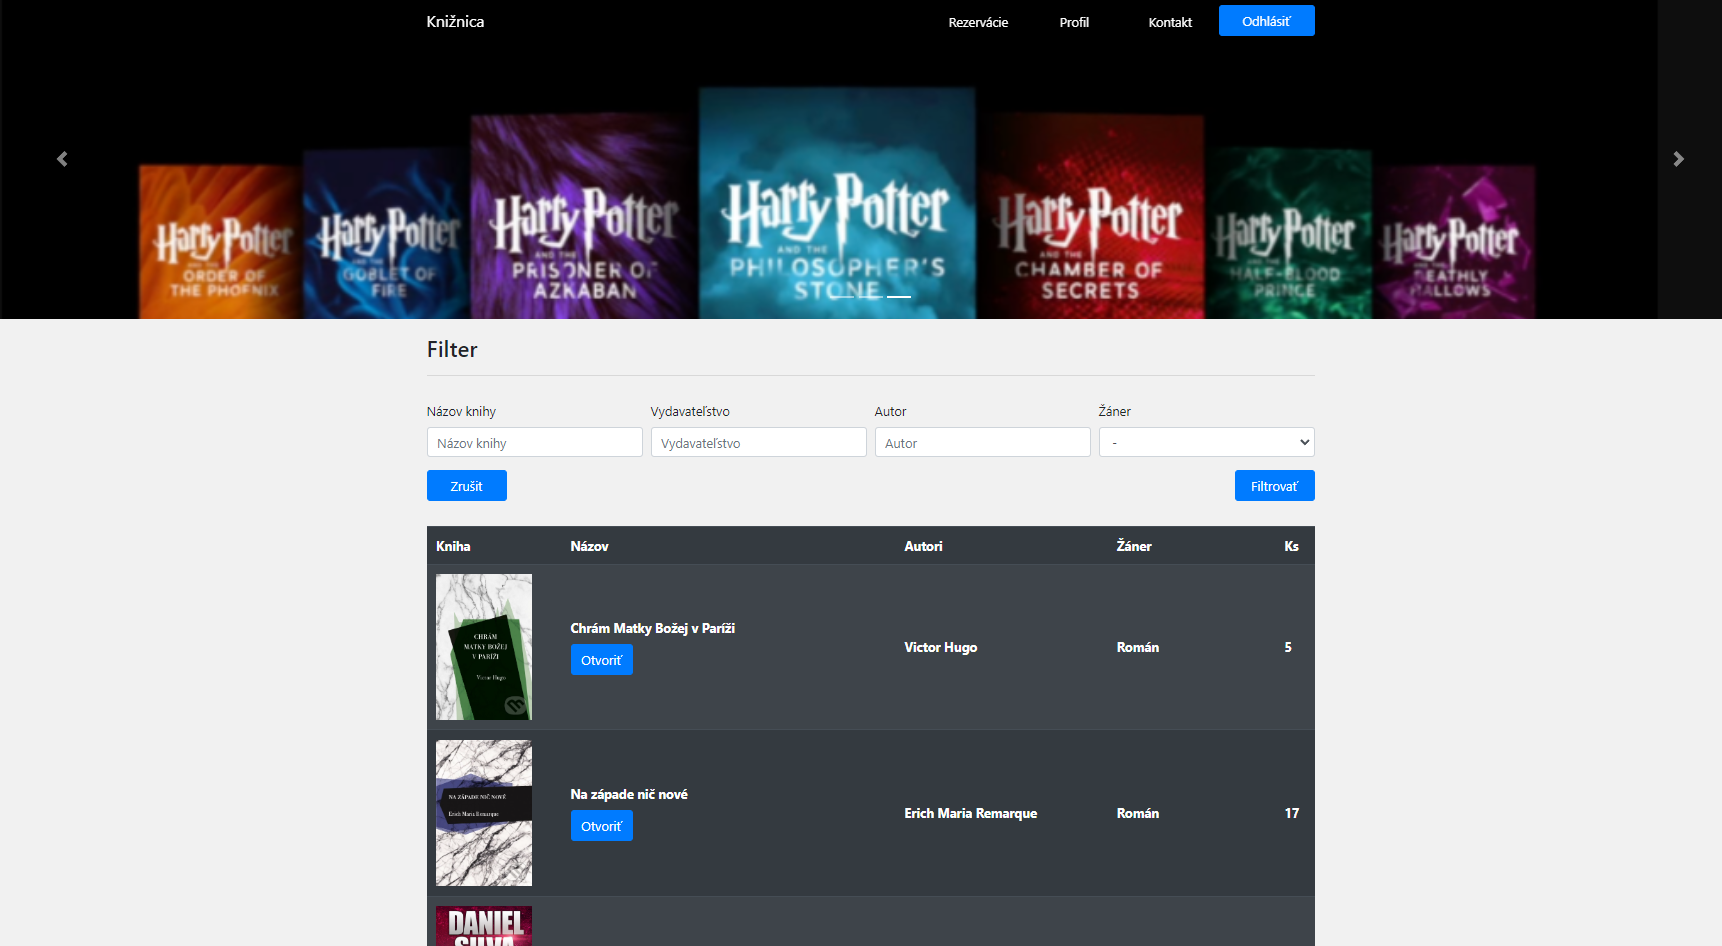 Knižnica
Rezervácie
Profil
Kontakt
Odhlásiť
Harry Potter
AND THE
ORDER OF
THE PHOENIX
Harry Potter
AND THE
GOBLET OF
FIRE
Harry Potter
AND THE
PRISONER OF
AZKABAN
Harry Potter
AND THE
PHILOSOPHER'S
STONE
Harry Potter
AND THE
CHAMBER OF
SECRETS
Harry Potter
AND THE
HALF-BLOOD
PRINCE
Harry Potter
AND THE
DEATHLY
HALLOWS
Filter
Názov knihy
Vydavateľstvo
Autor
Žáner
Názov knihy
Vydavateľstvo
Autor
-
Zrušit
Filtrovať
Kniha
Názov
Autori
Žáner
Ks
CHRÁM
MATKY BOŽEJ
V PARÍŽI
Victor Hugo
Chrám Matky Božej v Paríži
Otvoriť
Victor Hugo
Román
5
NA ZÁPADE NIČ NOVÉ
Erich Maria Remarque
Na západe nič nové
Otvoriť
Erich Maria Remarque
Román
17
DANIEL
SILVA